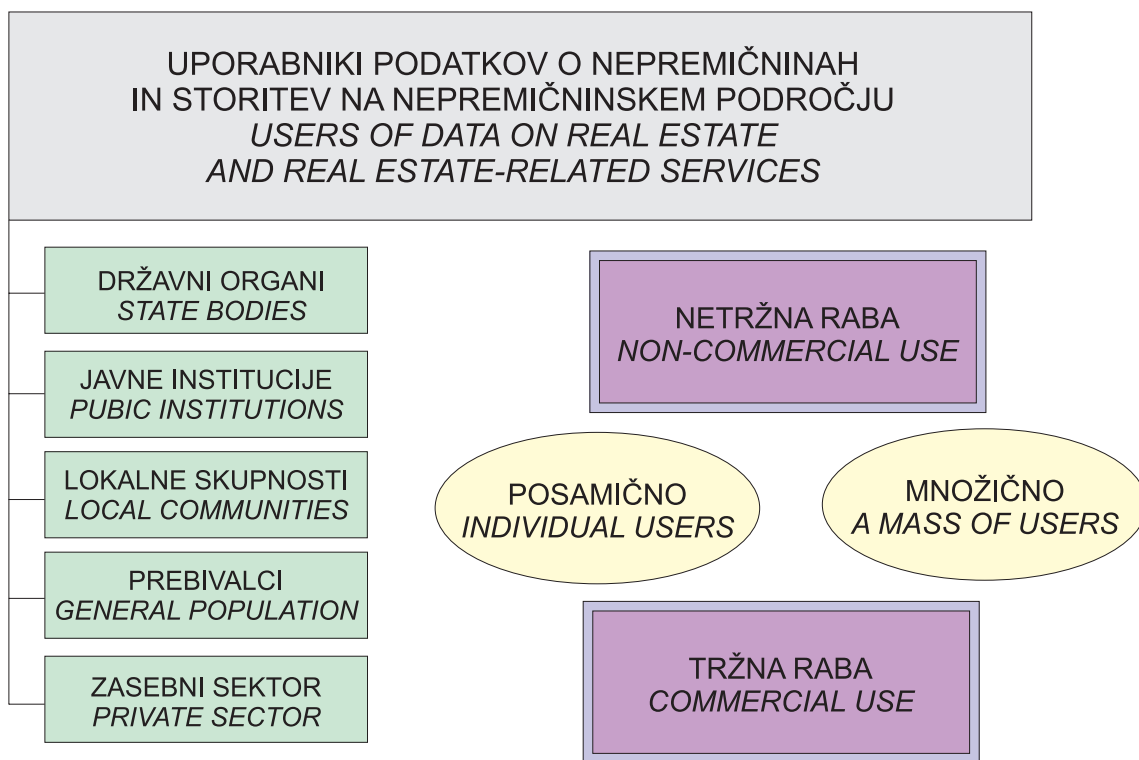 UPORABNIKI PODATKOV O NEPREMIČNINAH
IN STORITEV NA NEPREMIČNINSKEM PODROČJU
USERS OF DATA ON REAL ESTATE
AND REAL ESTATE-RELATED SERVICES
DRŽAVNI ORGANI
STATE BODIES
JAVNE INSTITUCIJE
PUBIC INSTITUTIONS
LOKALNE SKUPNOSTI
LOCAL COMMUNITIES
PREBIVALCI
GENERAL POPULATION
ZASEBNI SEKTOR
PRIVATE SECTOR
NETRŽNA RABA
NON-COMMERCIAL USE
POSAMIČNO
INDIVIDUAL USERS
MNOŽIČNO
A MASS OF USERS
TRŽNA RABA
COMMERCIAL USE